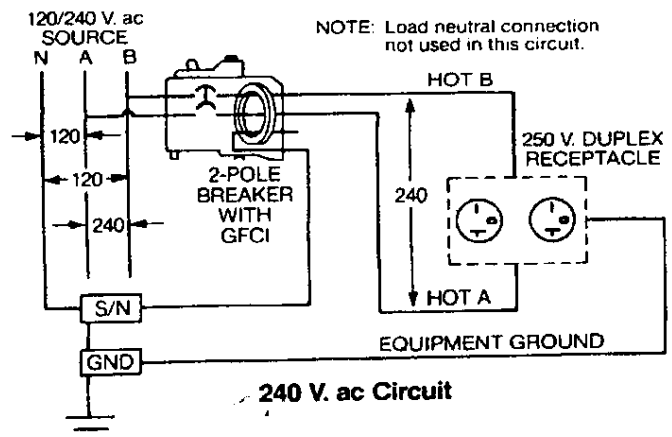 120/240 V. ac
SOURCE
N A B
NOTE: Load neutral connection
not used in this circuit.
HOT B
120
120
240
2-POLE
BREAKER
WITH
GFCI
240
250 V. DUPLEX
RECEPTACLE
HOT A
S/N
EQUIPMENT GROUND
GND
240 V. ac Circuit